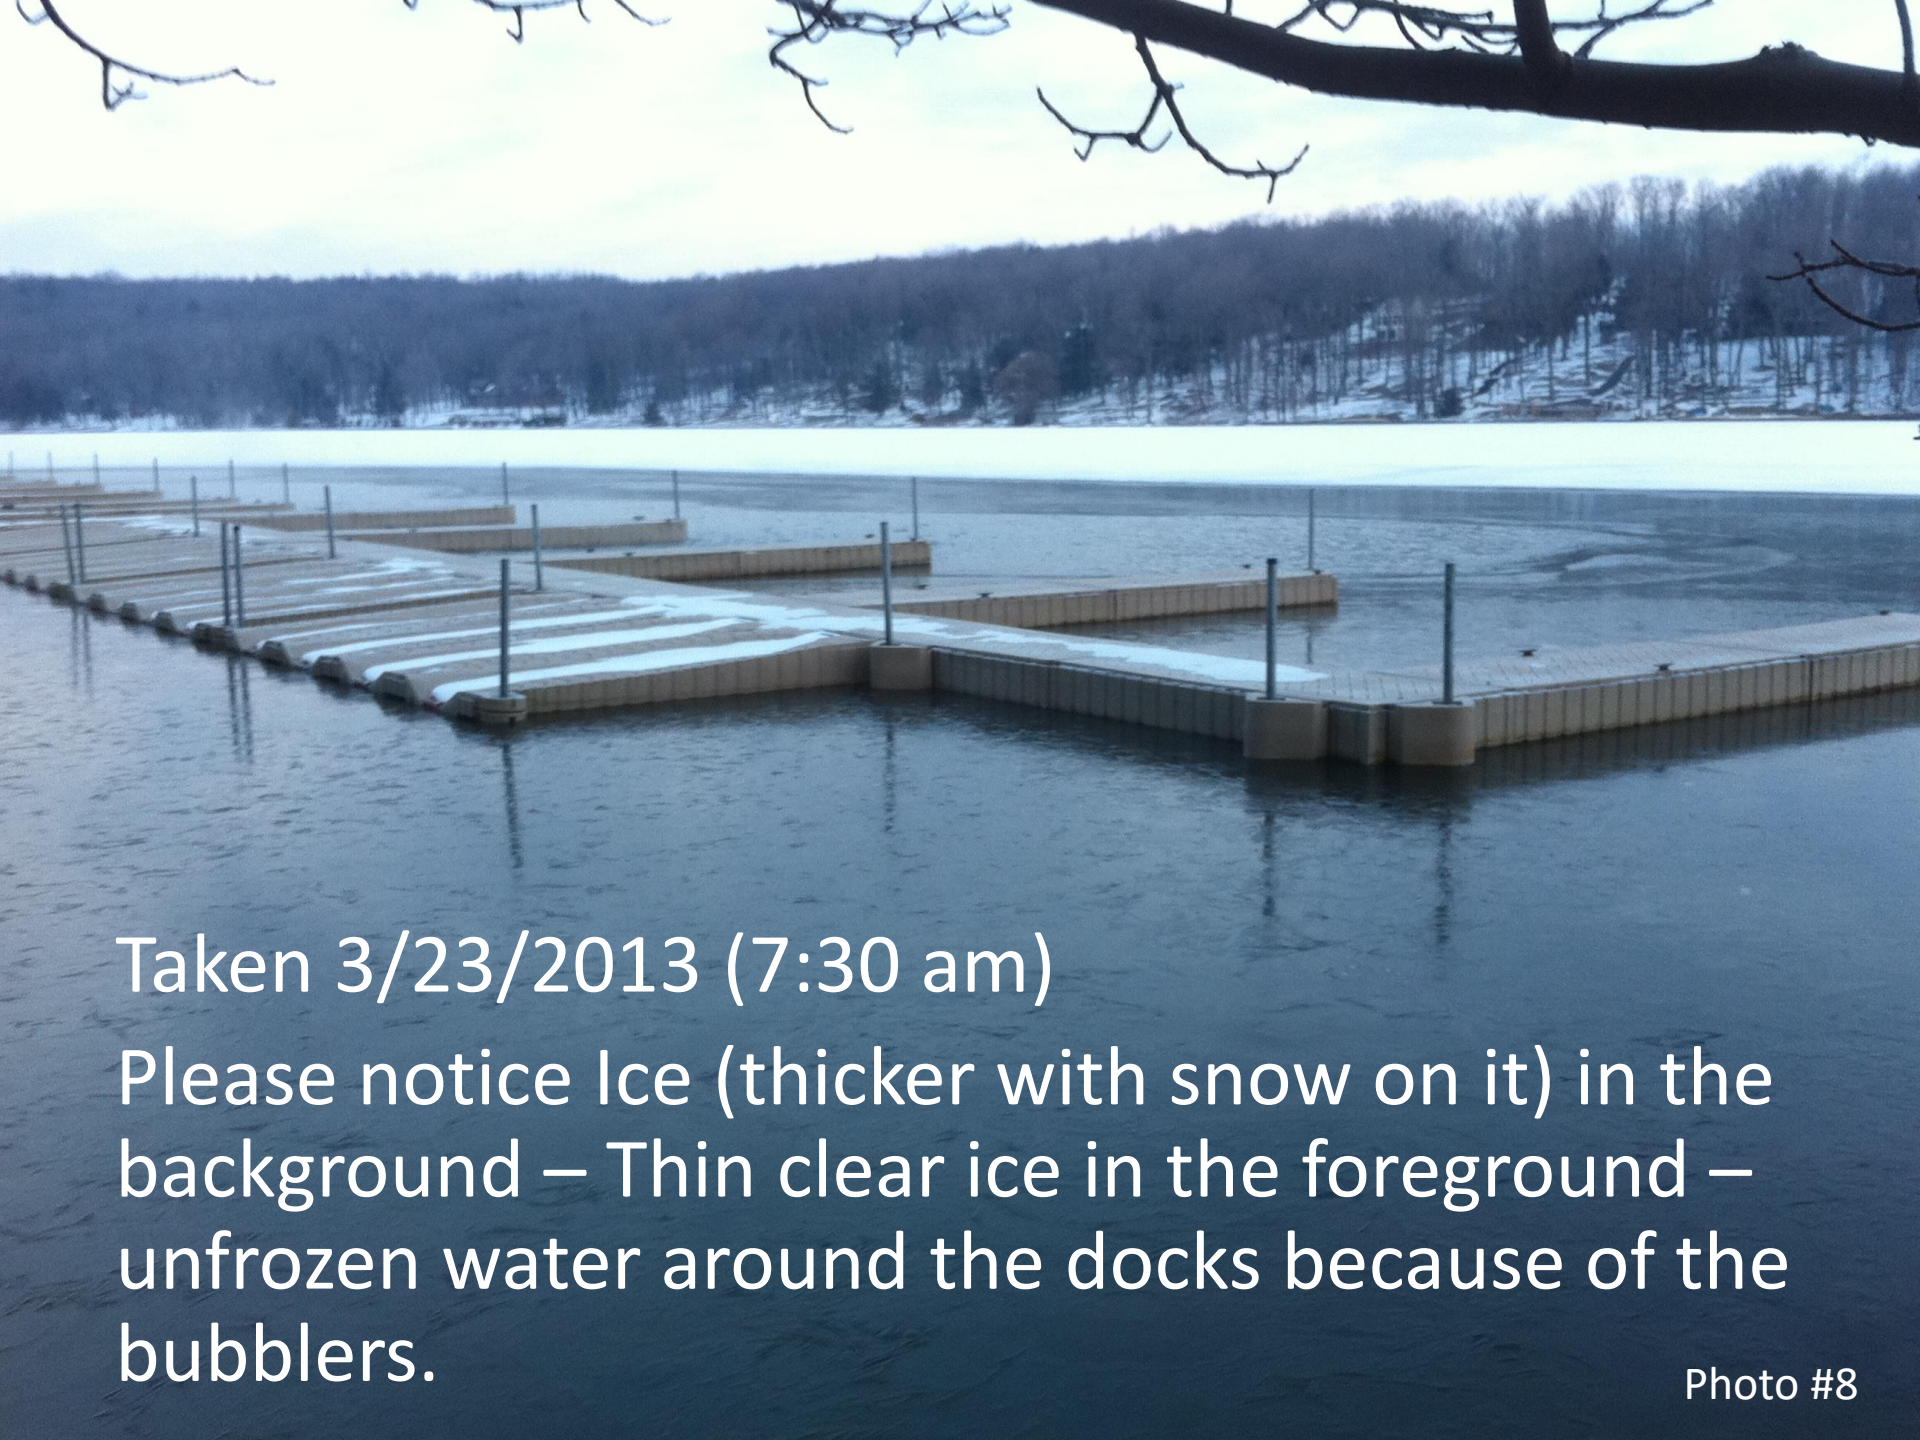 Taken 3/23/2013 (7:30 am)
Please notice Ice (thicker with snow on it) in the
background – Thin clear ice in the foreground –
unfrozen water around the docks because of the
bubblers.
Photo #8